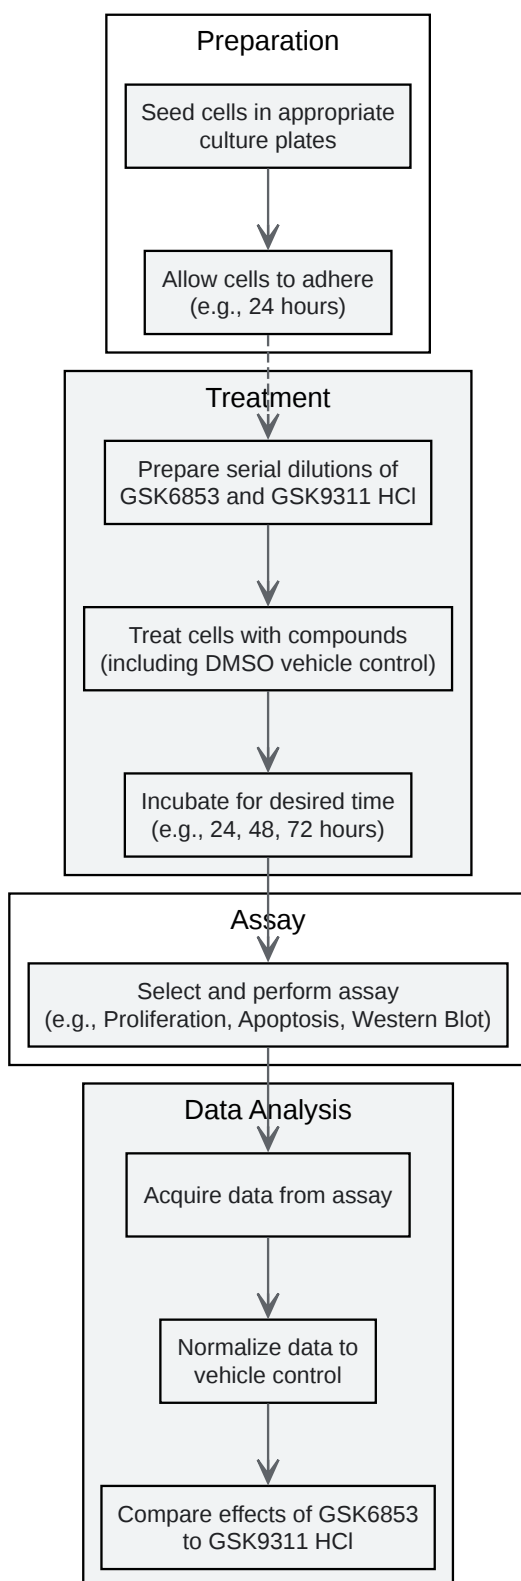 Preparation
Seed cells in appropriate
culture plates
Allow cells to adhere
(e.g., 24 hours)
Treatment
Prepare serial dilutions of
GSK6853 and GSK9311 HCl
Treat cells with compounds
(including DMSO vehicle control)
Incubate for desired time
(e.g., 24, 48, 72 hours)
Assay
Select and perform assay
(e.g., Proliferation, Apoptosis, Western Blot)
Data Analysis
Acquire data from assay
Normalize data to
vehicle control
Compare effects of GSK6853
to GSK9311 HCl